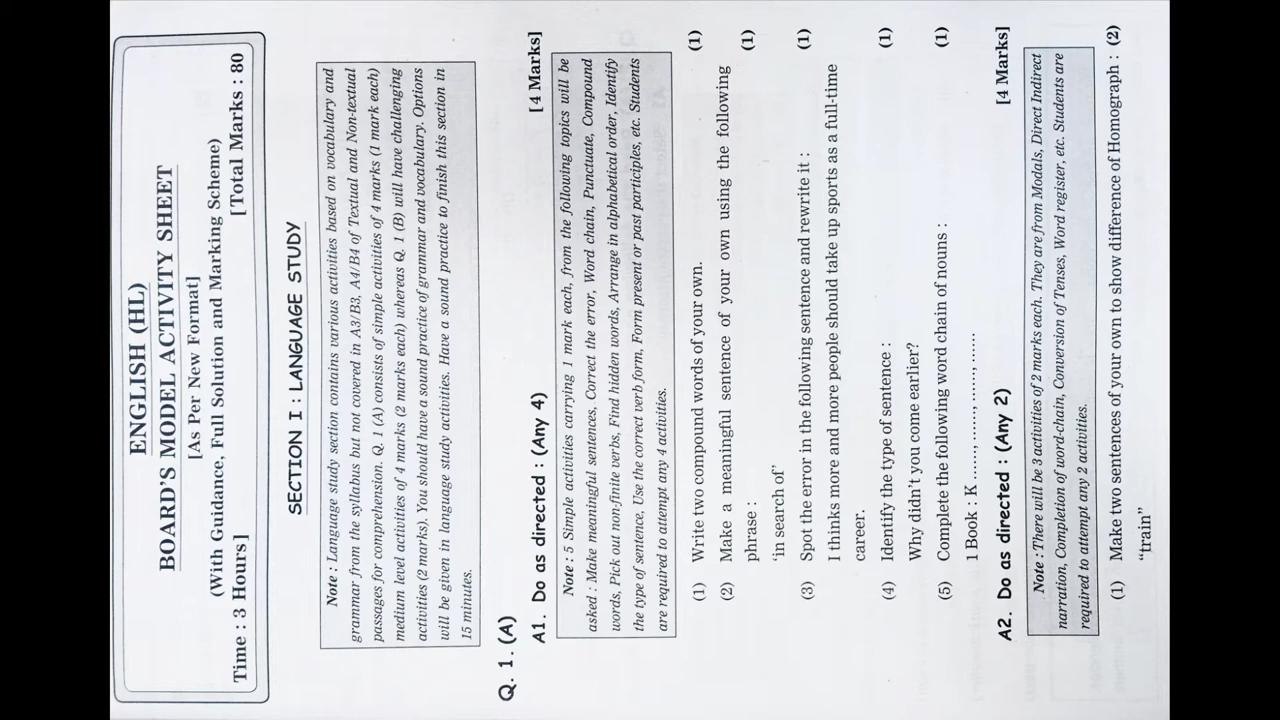 ENGLISH (HL)
BOARD'S MODEL ACTIVITY SHEET
[As Per New Format]
(With Guidance, Full Solution and Marking Scheme)
Time : 3 Hours] [Total Marks : 80
SECTION I : LANGUAGE STUDY
Note : Language study section contains various activities based on vocabulary and
grammar from the syllabus but not covered in A3/B3, A4/B4 of Textual and Non-textual
passages for comprehension. Q. 1 (A) consists of simple activities of 4 marks (1 mark each)
medium level activities of 4 marks (2 marks each) whereas Q. 1 (B) will have challenging
activities (2 marks). You should have a sound practice of grammar and vocabulary. Options
will be given in language study activities. Have a sound practice to finish this section in
15 minutes.
Q. 1. (A)
A1. Do as directed : (Any 4) [4 Marks]
Note : 5 Simple activities carrying 1 mark each, from the following topics will be
asked : Make meaningful sentences, Correct the error, Word chain, Punctuate, Compound
words, Pick out non-finite verbs, Find hidden words, Arrange in alphabetical order, Identify
the type of sentence, Use the correct verb form, Form present or past participles, etc. Students
are required to attempt any 4 activities.
(1) Write two compound words of your own. (1)
(2) Make a meaningful sentence of your own using the following
phrase : (1)
'in search of'
(3) Spot the error in the following sentence and rewrite it : (1)
I thinks more and more people should take up sports as a full-time
career.
(4) Identify the type of sentence : (1)
Why didn't you come earlier?
(5) Complete the following word chain of nouns : (1)
1 Book : K ......, ......, ......, ......
A2. Do as directed : (Any 2) [4 Marks]
Note : There will be 3 activities of 2 marks each. They are from Modals, Direct Indirect
narration, Completion of word-chain, Conversion of Tenses, Word register, etc. Students are
required to attempt any 2 activities.
(1) Make two sentences of your own to show difference of Homograph : (2)
"train"